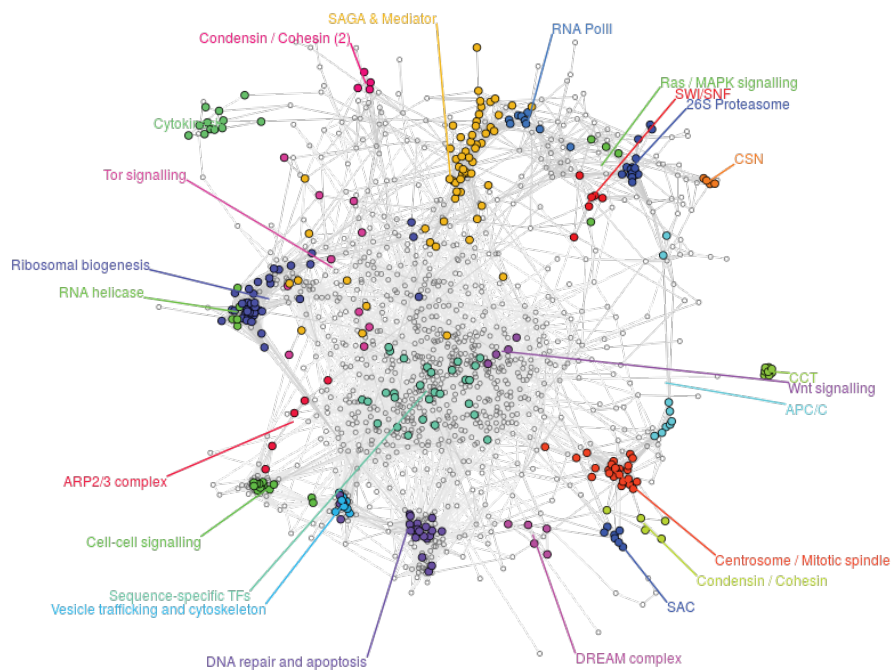 SAGA & Mediator
RNA PolII
Condensin / Cohesin (2)
Ras / MAPK signalling
SWI/SNF
26S Proteasome
CSN
Tor signalling
Ribosomal biogenesis
RNA helicase
CCT
Wnt signalling
APC/C
ARP2/3 complex
Cell-cell signalling
Centrosome / Mitotic spindle
Condensin / Cohesin
Sequence-specific TFs
Vesicle trafficking and cytoskeleton
SAC
DNA repair and apoptosis
DREAM complex